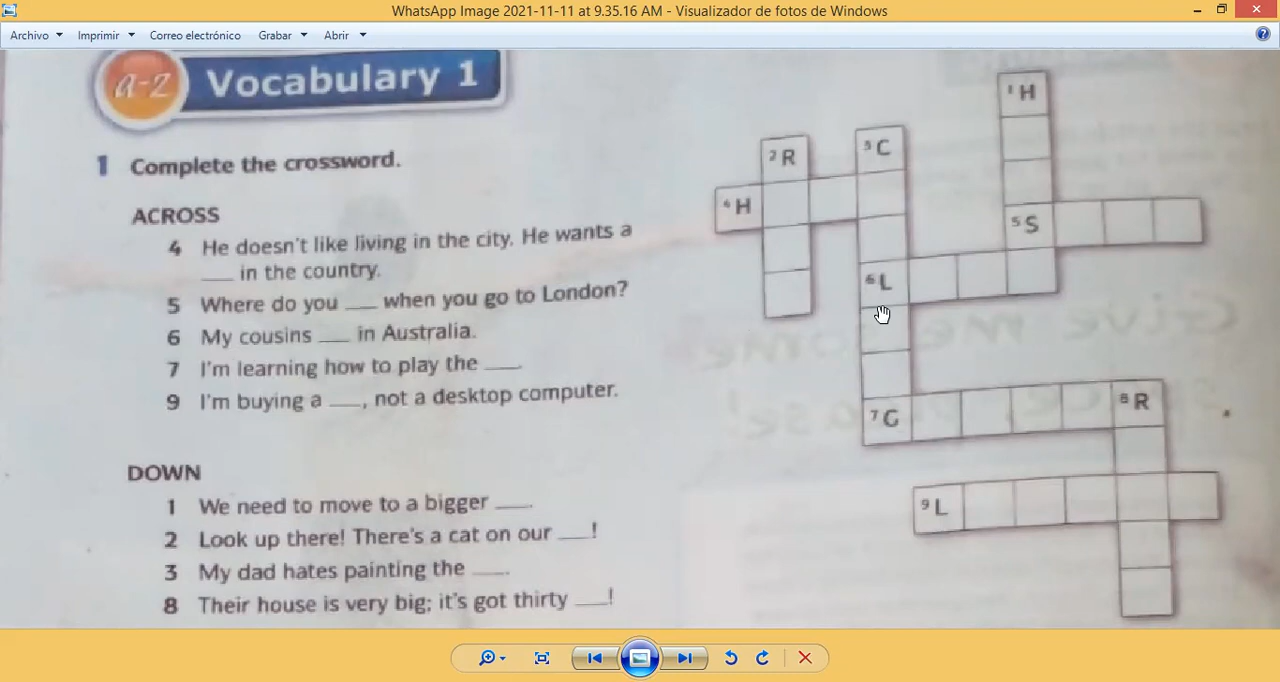 WhatsApp Image 2021-11-11 at 9.35.16 AM - Visualizador de fotos de Windows
Archivo Imprimir Correo electrónico Grabar Abrir
a-z Vocabulary 1
1 Complete the crossword.
ACROSS
4 He doesn't like living in the city. He wants a
___ in the country.
5 Where do you ___ when you go to London?
6 My cousins ___ in Australia.
7 I'm learning how to play the ___.
9 I'm buying a ___, not a desktop computer.
DOWN
1 We need to move to a bigger ___.
2 Look up there! There's a cat on our ___!
3 My dad hates painting the ___.
8 Their house is very big; it's got thirty ___!
1 H
2 R
3 C
4 H
5 S
6 L
7 G
8 R
9 L